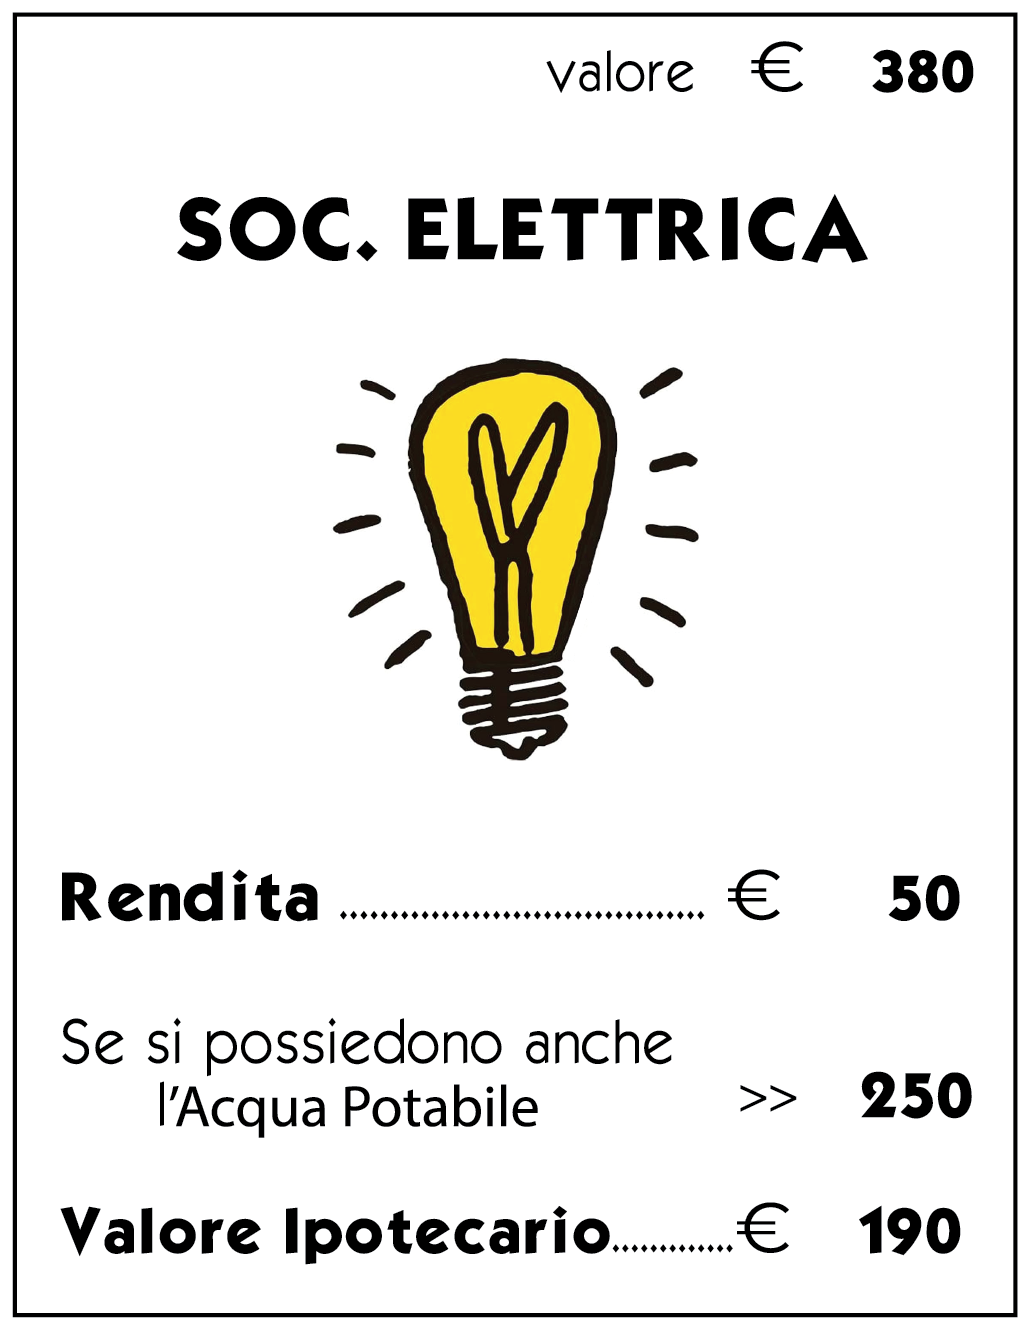 valore € 380
SOC. ELETTRICA
Rendita .................................... € 50
Se si possiedono anche
l'Acqua Potabile >> 250
Valore Ipotecario............. € 190